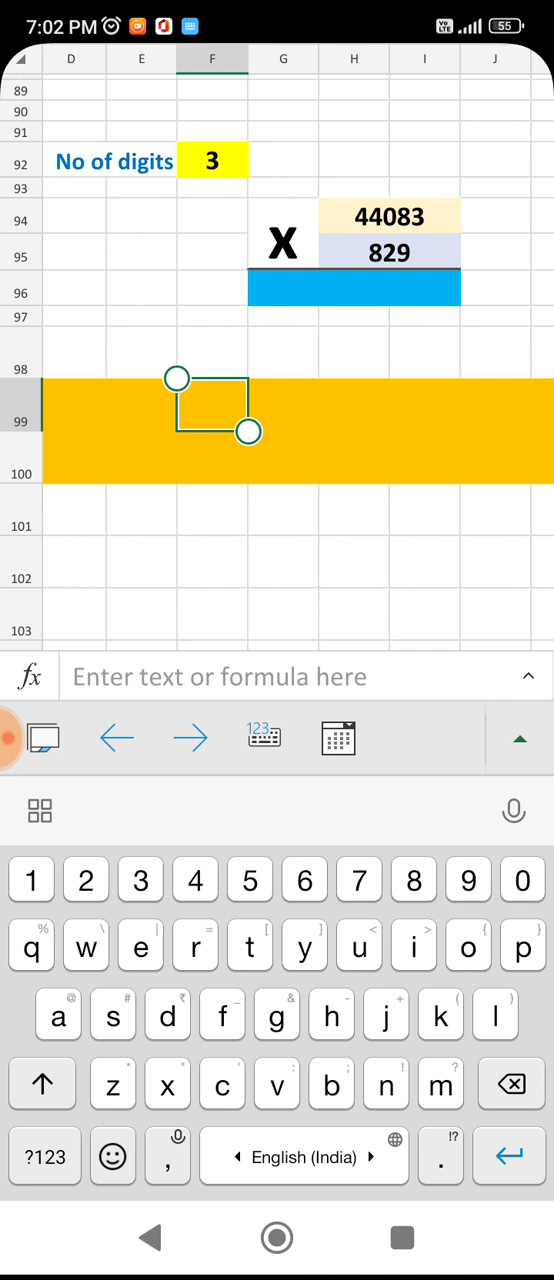 7:02 PM Vo LTE 55
D E F G H I J
89
90
91
92 No of digits 3
93
94 44083
X
95 829
96
97
98
99
100
101
102
103
fx Enter text or formula here
123
1 2 3 4 5 6 7 8 9 0
% \ | = [ ] < > { }
q w e r t y u i o p
@ # ₹ _ & - + ( )
a s d f g h j k l
* " ' : ; ! ?
z x c v b n m
?123 , English (India) !? .